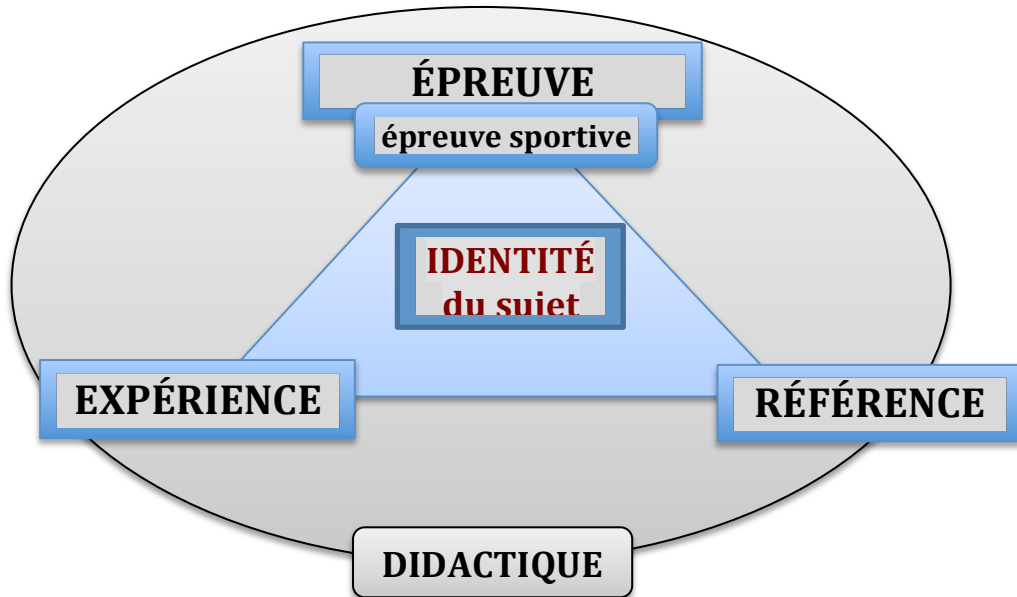 ÉPREUVE
épreuve sportive
IDENTITÉ
du sujet
EXPÉRIENCE
RÉFÉRENCE
DIDACTIQUE